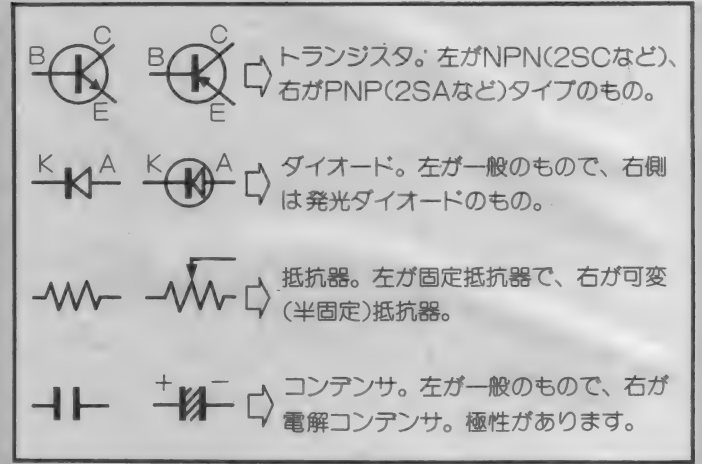 B C E B C E
トランジスタ。左がNPN(2SCなど)、
右がPNP(2SAなど)タイプのもの。
K A K A
ダイオード。左が一般のもので、右側
は発光ダイオードのもの。
抵抗器。左が固定抵抗器で、右が可変
(半固定)抵抗器。
+ −
コンデンサ。左が一般のもので、右が
電解コンデンサ。極性があります。